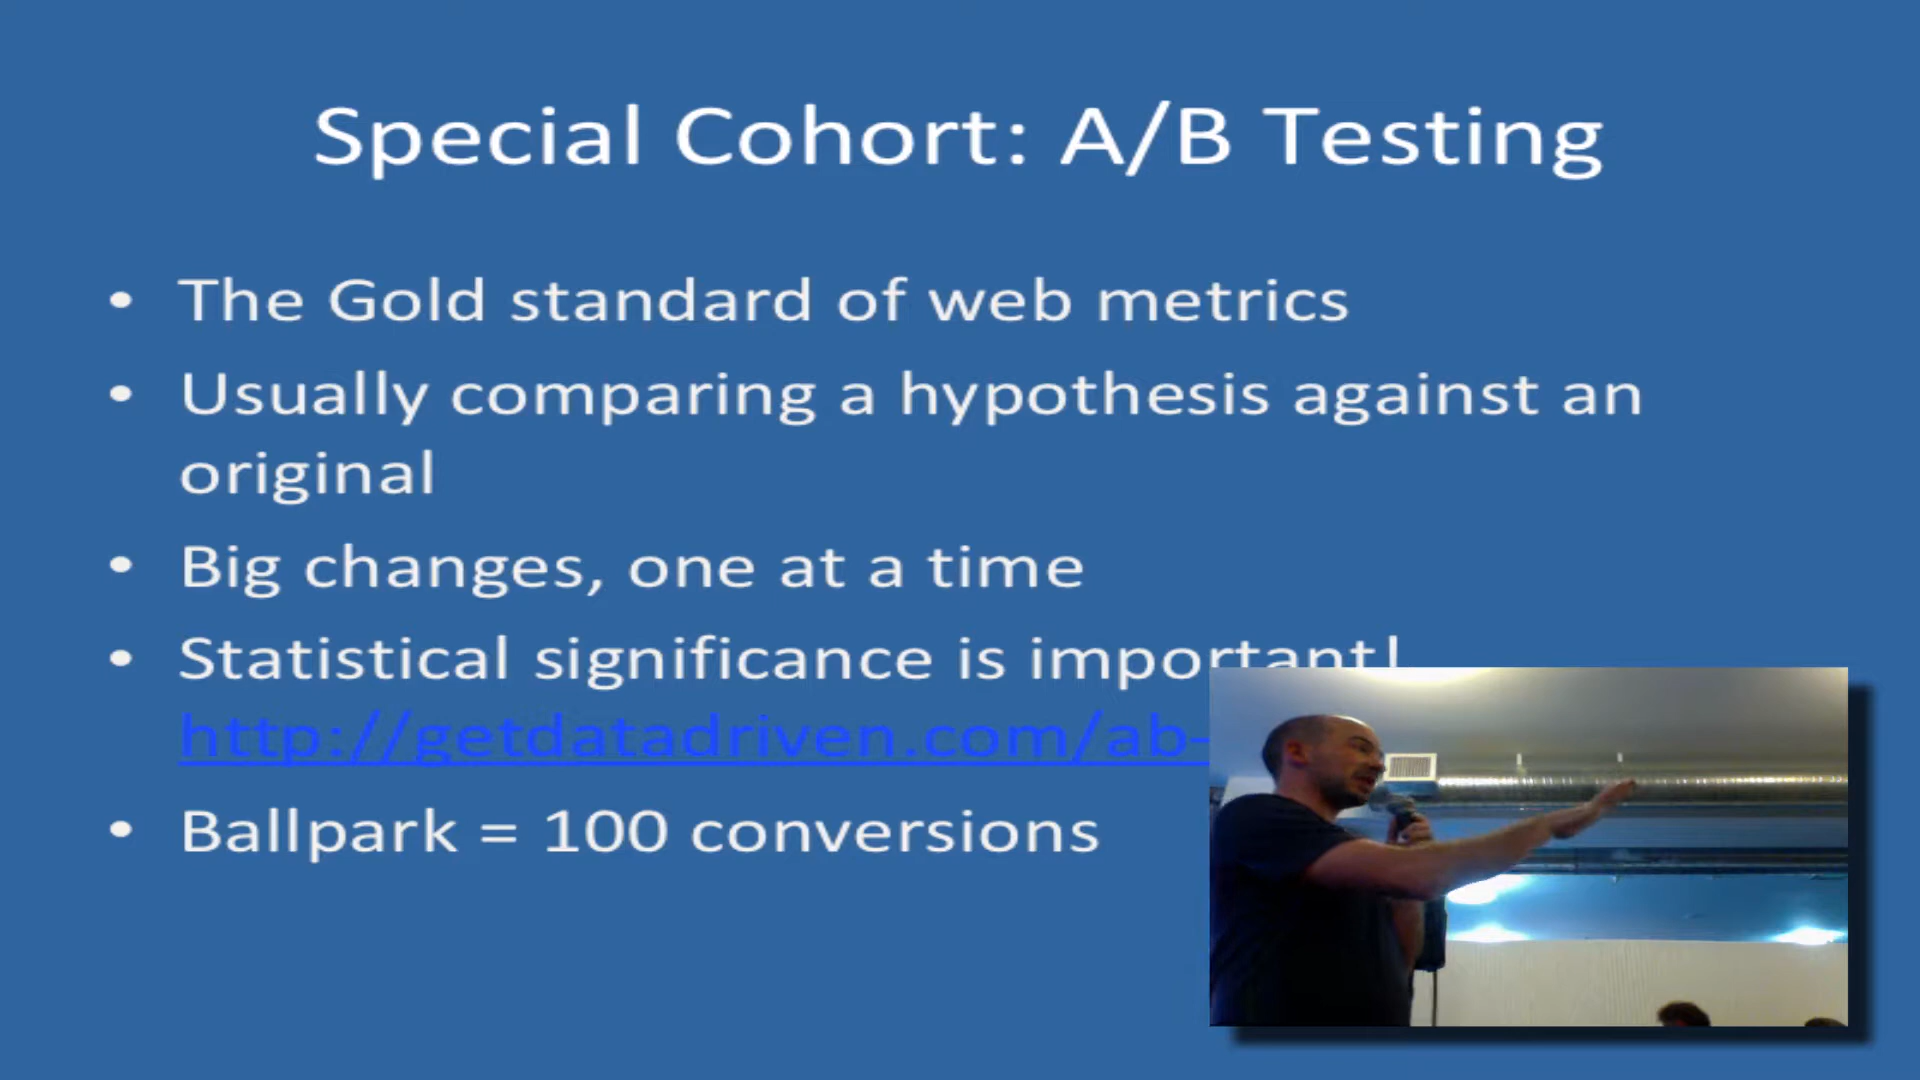 Special Cohort: A/B Testing
• The Gold standard of web metrics
• Usually comparing a hypothesis against an
original
• Big changes, one at a time
• Statistical significance is important!
http://getdatadriven.com/ab-
• Ballpark = 100 conversions